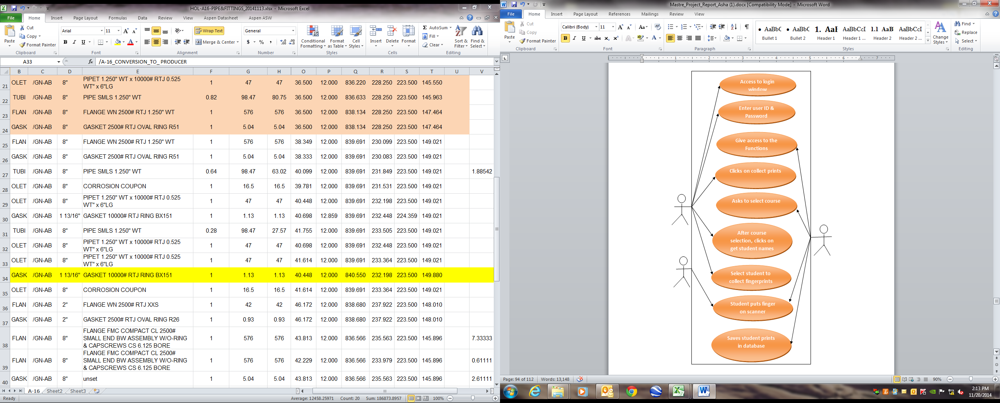 HOL-A16-PIPE&FITTINGS_20141113.xlsx - Microsoft Excel
File Home Insert Page Layout Formulas Data Review View Aspen Datasheet Aspen ASW
Paste Cut Copy Format Painter Clipboard
Arial 11 B I U Font
Wrap Text Merge & Center Alignment
General $ % , Number
Conditional Formatting Format as Table Cell Styles Styles
Insert Delete Format Cells
AutoSum Fill Clear Sort & Filter Find & Select Editing
A33 fx /A-16_CONVERSION_TO_ PRODUCER
B C D E F G H O P Q R S T U V
21 OLET /GN-AB 8" PIPET 1.250" WT x 10000# RTJ 0.525 WT" x 6"LG 1 47 47 36.500 12.000 836.220 228.250 223.500 145.550
22 TUBI /GN-AB 8" PIPE SMLS 1.250" WT 0.82 98.47 80.75 36.500 12.000 836.633 228.250 223.500 145.963
23 FLAN /GN-AB 8" FLANGE WN 2500# RTJ 1.250" WT 1 576 576 36.500 12.000 838.134 228.250 223.500 147.464
24 GASK /GN-AB 8" GASKET 2500# RTJ OVAL RING R51 1 5.04 5.04 36.500 12.000 838.134 228.250 223.500 147.464
25 FLAN /GN-AB 8" FLANGE WN 2500# RTJ 1.250" WT 1 576 576 38.349 12.000 839.691 230.099 223.500 149.021
26 GASK /GN-AB 8" GASKET 2500# RTJ OVAL RING R51 1 5.04 5.04 38.333 12.000 839.691 230.083 223.500 149.021
27 TUBI /GN-AB 8" PIPE SMLS 1.250" WT 0.64 98.47 63.02 40.099 12.000 839.691 231.849 223.500 149.021 1.88542
28 OLET /GN-AB 8" CORROSION COUPON 1 16.5 16.5 39.781 12.000 839.691 231.531 223.500 149.021
29 OLET /GN-AB 8" PIPET 1.250" WT x 10000# RTJ 0.525 WT" x 6"LG 1 47 47 40.448 12.000 839.691 232.198 223.500 149.021
30 GASK /GN-AB 1 13/16" GASKET 10000# RTJ RING BX151 1 1.13 1.13 40.698 12.859 839.691 232.448 224.359 149.021
31 TUBI /GN-AB 8" PIPE SMLS 1.250" WT 0.28 98.47 27.57 41.755 12.000 839.691 233.505 223.500 149.021
32 OLET /GN-AB 8" PIPET 1.250" WT x 10000# RTJ 0.525 WT" x 6"LG 1 47 47 40.698 12.000 839.691 232.448 223.500 149.021
33 OLET /GN-AB 8" PIPET 1.250" WT x 10000# RTJ 0.525 WT" x 6"LG 1 47 47 41.614 12.000 839.691 233.364 223.500 149.021
34 GASK /GN-AB 1 13/16" GASKET 10000# RTJ RING BX151 1 1.13 1.13 40.448 12.000 840.550 232.198 223.500 149.880
35 OLET /GN-AB 8" CORROSION COUPON 1 16.5 16.5 41.614 12.000 839.691 233.364 223.500 149.021
36 FLAN /GN-AB 2" FLANGE WN 2500# RTJ XXS 1 42 42 46.172 12.000 838.680 237.922 223.500 148.010
37 GASK /GN-AB 2" GASKET 2500# RTJ OVAL RING R26 1 0.93 0.93 46.172 12.000 838.680 237.922 223.500 148.010
38 FLAN /GN-AB 8" FLANGE FMC COMPACT CL 2500# SMALL END BW ASSEMBLY W/O-RING & CAPSCREWS CS 6.125 BORE 1 576 576 43.813 12.000 836.566 235.563 223.500 145.896 7.33333
39 FLAN /GN-AB 8" FLANGE FMC COMPACT CL 2500# SMALL END BW ASSEMBLY W/O-RING & CAPSCREWS CS 6.125 BORE 1 576 576 42.229 12.000 836.566 233.979 223.500 145.896 0.61111
40 GASK /GN-AB 8" unset 1 5.04 5.04 43.813 12.000 836.566 235.563 223.500 145.896 2.61111
A-16 Sheet2 Sheet3
Ready Average: 12458.25971 Count: 20 Sum: 186873.8957 100%
Mastre_Project_Report_Asha (1).docx [Compatibility Mode] - Microsoft Word
File Home Insert Page Layout References Mailings Review View
Paste Cut Copy Format Painter Clipboard
Calibri (Body) 11 B I U abc x₂ x² Aa Font
Paragraph
AaBbC Bullet 1 AaBbC Bullet 2 1. AaI Header 1 AaBbCcI Header 1 ... 1.1 AaB Header 2 AaBbCcI Header 2 ... Change Styles Styles
Find Replace Select Editing
1 1 2 3 4 5 6 7
Access to login
window
Enter user ID &
Password
Give access to the
Functions
Clicks on collect prints
Asks to select course
After course
selection, clicks on
get student names
Select student to
collect fingerprints
Student puts finger
on scanner
Saves student prints
in database
Page: 94 of 112 Words: 13,148 90%
2:13 PM
11/20/2014